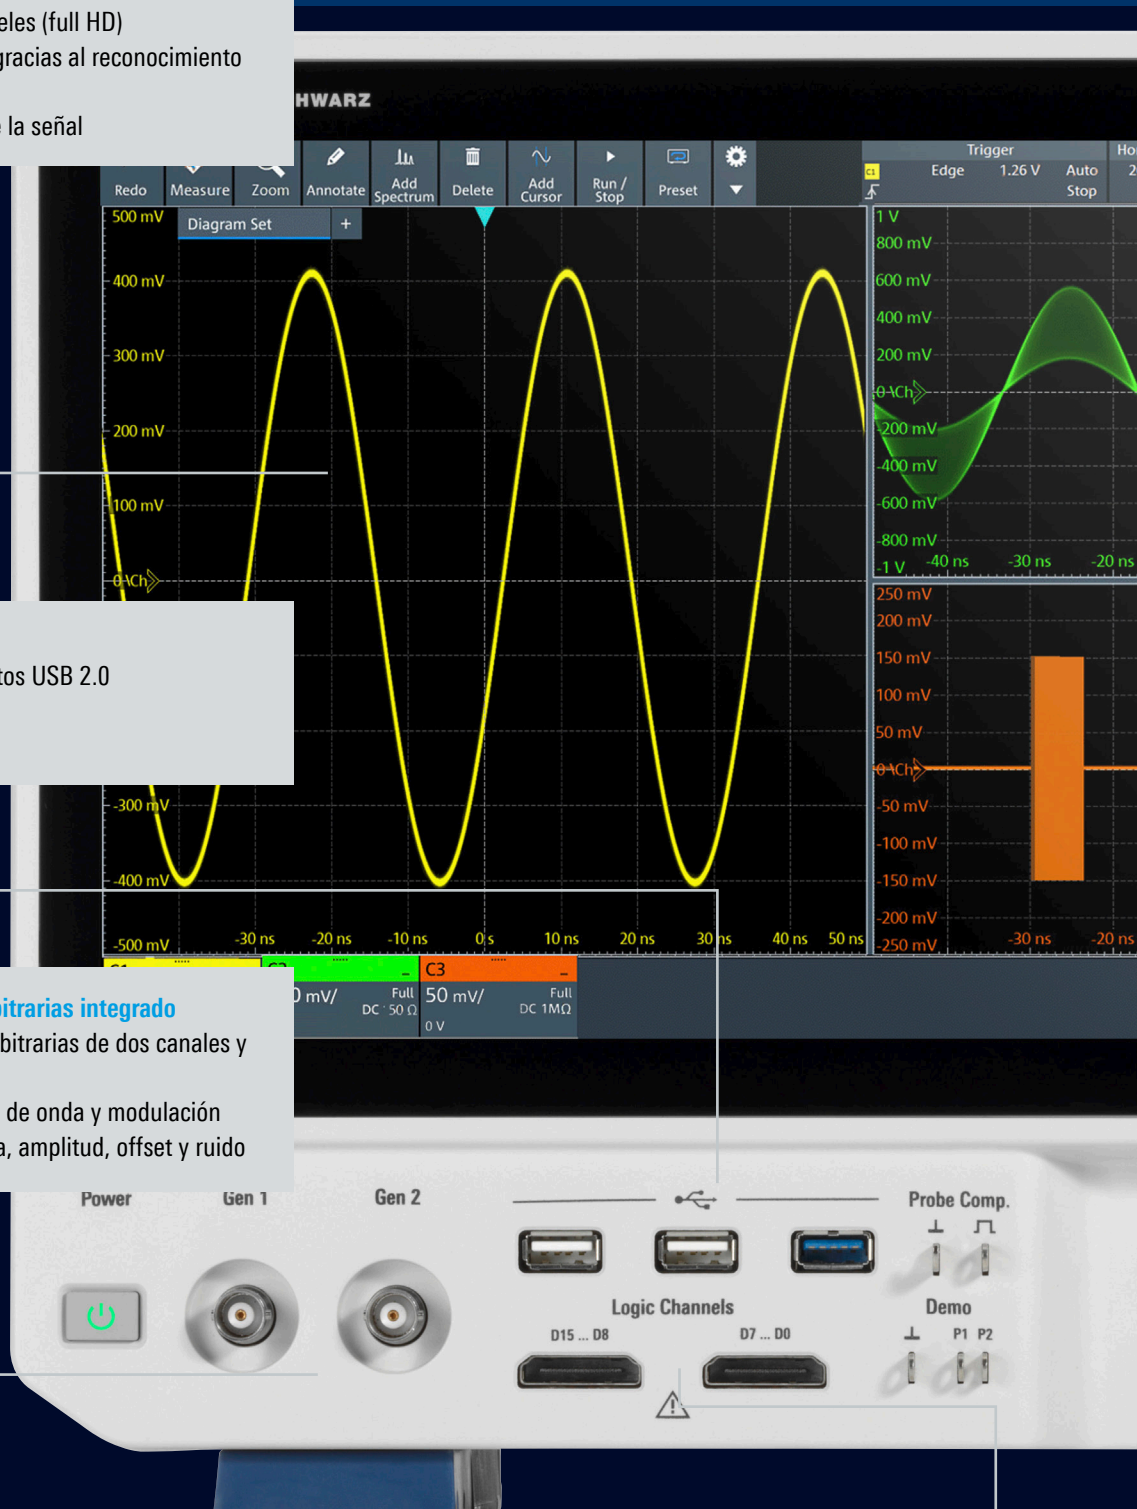 eles (full HD)
gracias al reconocimiento
la señal
HWARZ
Redo Measure Zoom Annotate Add Spectrum Delete Add Cursor Run / Stop Preset
Trigger
C1 Edge 1.26 V Auto
Stop
Diagram Set +
500 mV
400 mV
300 mV
200 mV
100 mV
-300 mV
-400 mV
-500 mV
-30 ns -20 ns -10 ns 0 s 10 ns 20 ns 30 ns 40 ns 50 ns
1 V
800 mV
600 mV
400 mV
200 mV
-200 mV
-400 mV
-600 mV
-800 mV
-1 V
-40 ns -30 ns -20 ns
250 mV
200 mV
150 mV
100 mV
50 mV
-50 mV
-100 mV
-150 mV
-200 mV
-250 mV
-30 ns -20 ns
tos USB 2.0
C3
mV/ Full
DC 50 Ω
50 mV/ Full
DC 1MΩ
0 V
bitrarias integrado
bitrarias de dos canales y
de onda y modulación
a, amplitud, offset y ruido
Power Gen 1 Gen 2 Probe Comp.
Logic Channels Demo
D15 ... D8 D7 ... D0 P1 P2